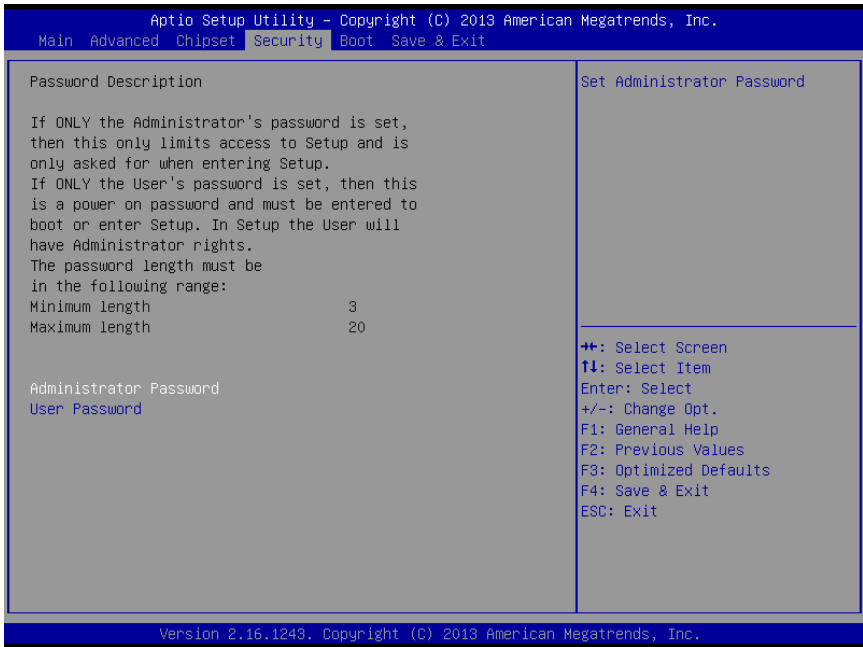 Aptio Setup Utility – Copyright (C) 2013 American Megatrends, Inc.
Main Advanced Chipset Security Boot Save & Exit
Password Description
If ONLY the Administrator's password is set,
then this only limits access to Setup and is
only asked for when entering Setup.
If ONLY the User's password is set, then this
is a power on password and must be entered to
boot or enter Setup. In Setup the User will
have Administrator rights.
The password length must be
in the following range:
Minimum length 3
Maximum length 20
Administrator Password
User Password
Set Administrator Password
→←: Select Screen
↑↓: Select Item
Enter: Select
+/-: Change Opt.
F1: General Help
F2: Previous Values
F3: Optimized Defaults
F4: Save & Exit
ESC: Exit
Version 2.16.1243. Copyright (C) 2013 American Megatrends, Inc.